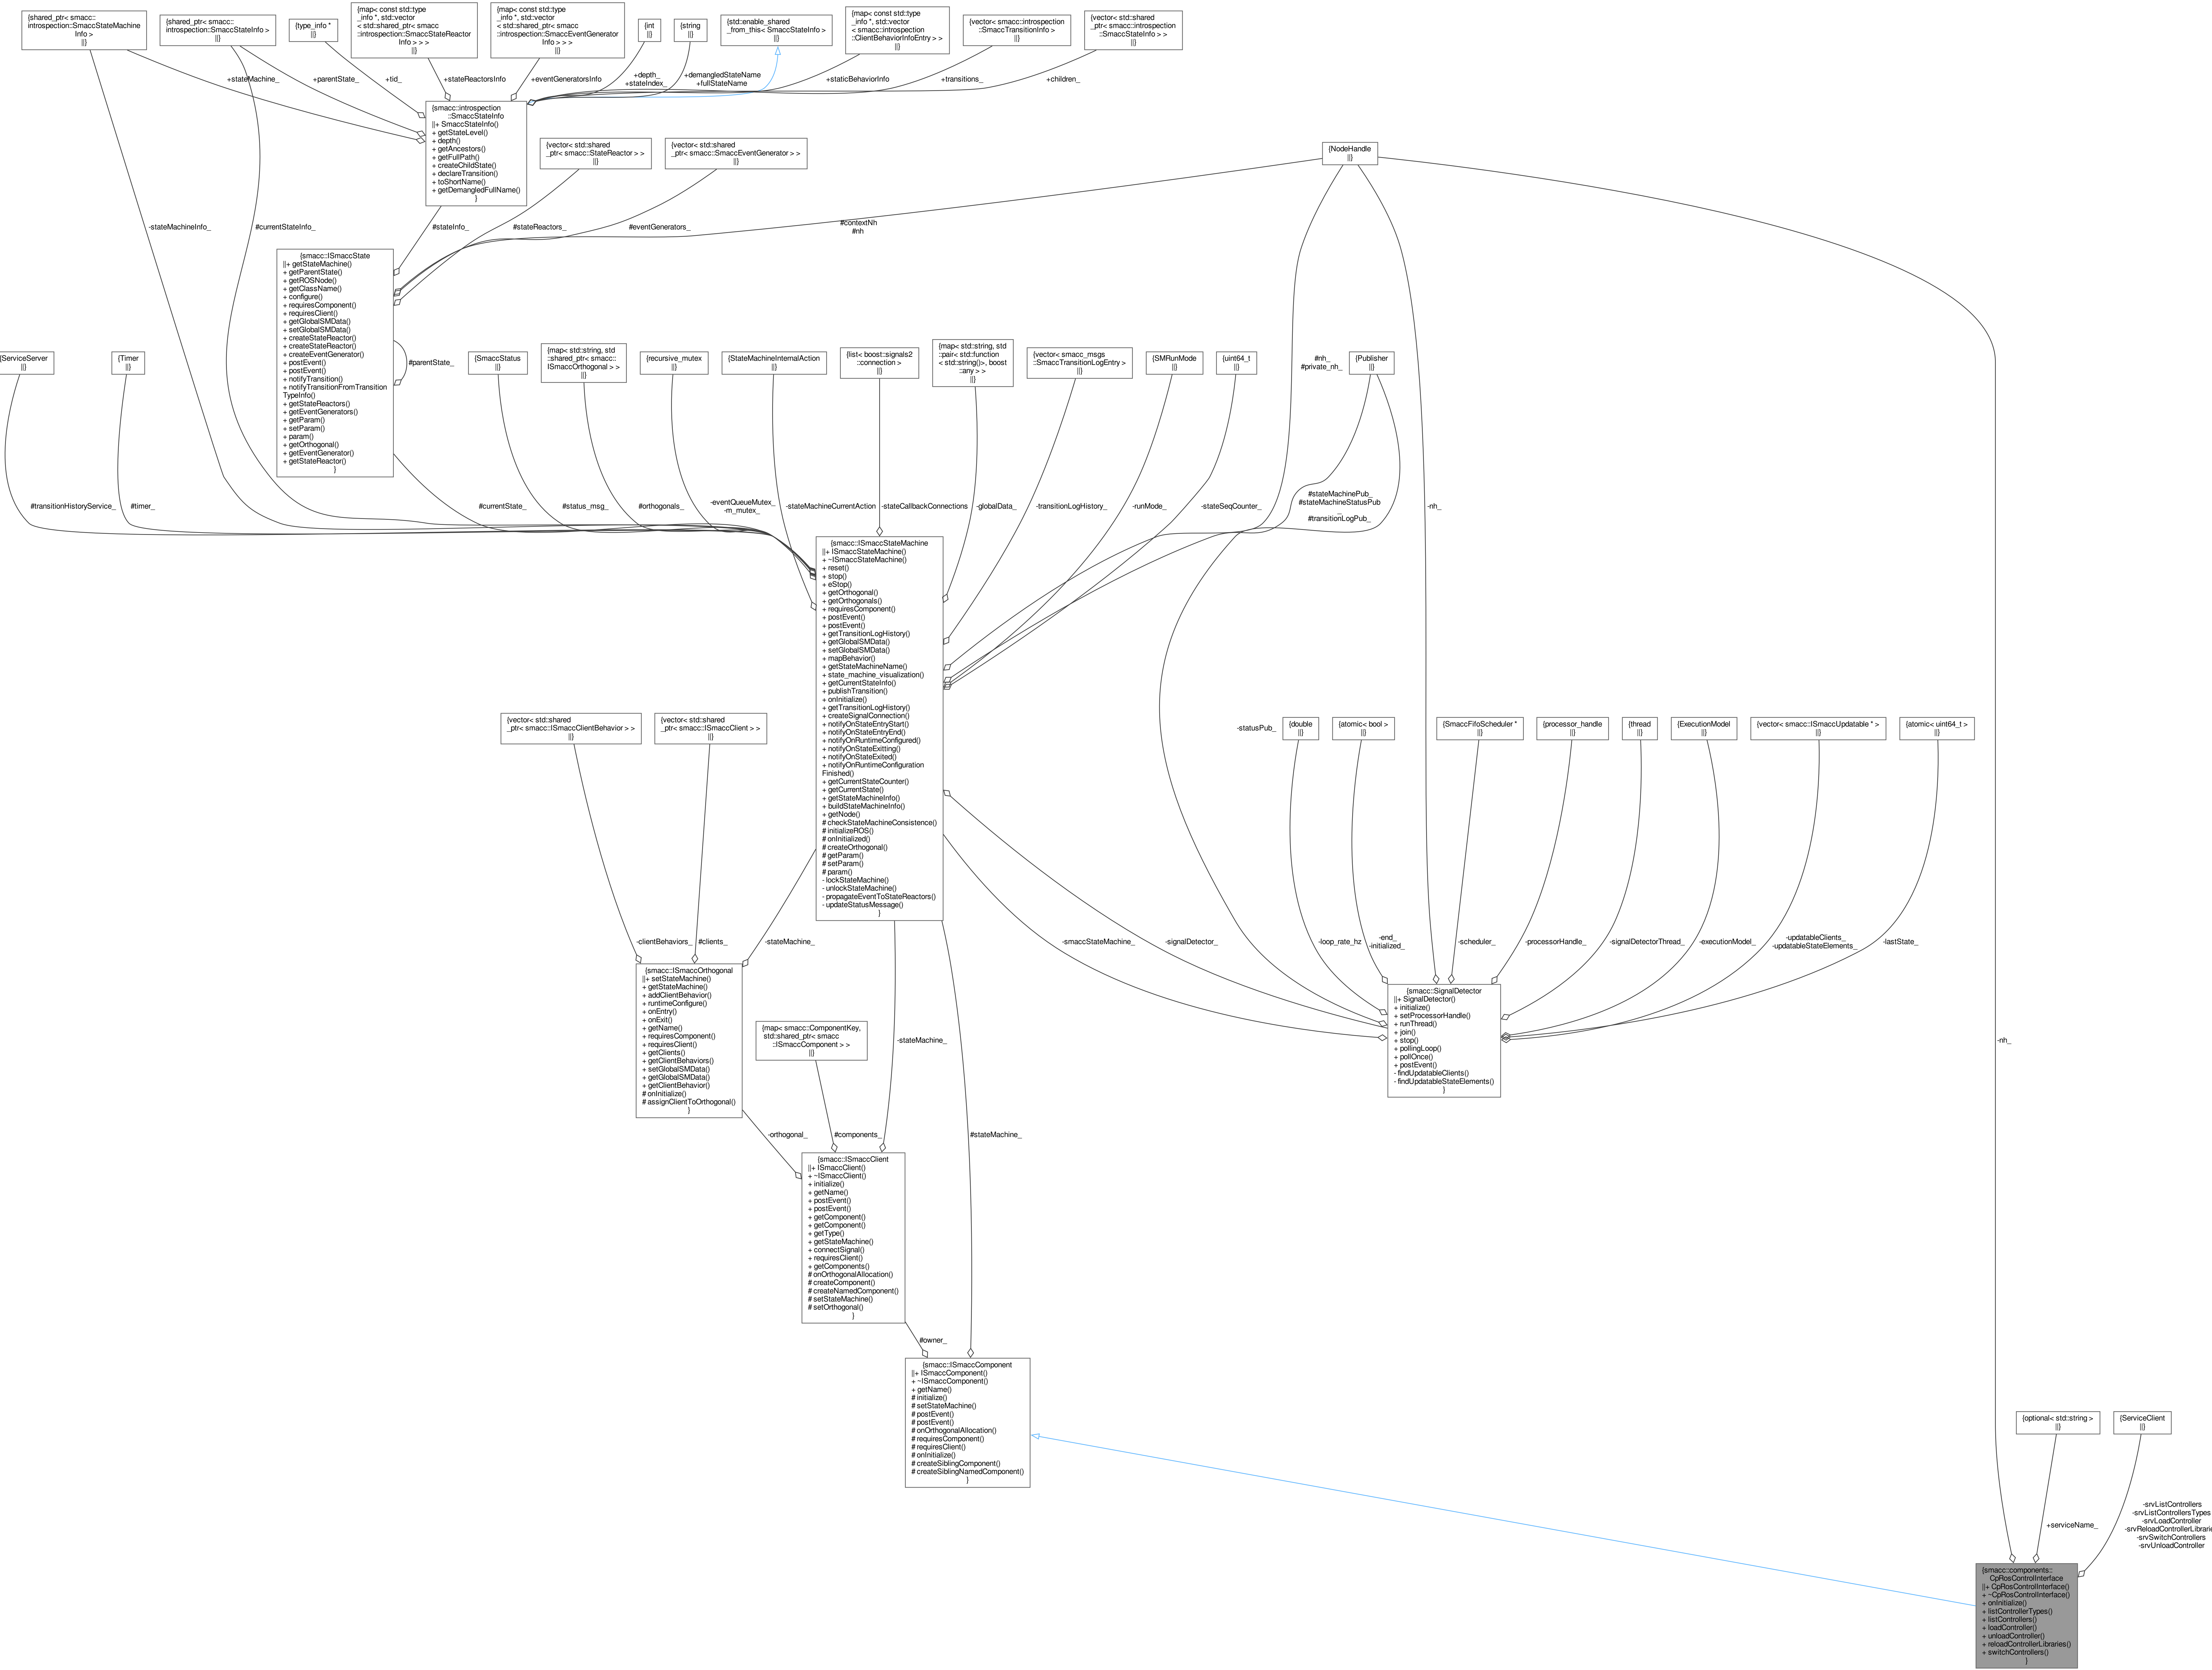 {shared_ptr< smacc::
introspection::SmaccStateMachine
Info >
||}
{shared_ptr< smacc::
introspection::SmaccStateInfo >
||}
{type_info *
||}
{map< const std::type
_info *, std::vector
< std::shared_ptr< smacc
::introspection::SmaccStateReactor
Info > > >
||}
{map< const std::type
_info *, std::vector
< std::shared_ptr< smacc
::introspection::SmaccEventGenerator
Info > > >
||}
{int
||}
{string
||}
{std::enable_shared
_from_this< SmaccStateInfo >
||}
{map< const std::type
_info *, std::vector
< smacc::introspection
::ClientBehaviorInfoEntry > >
||}
{vector< smacc::introspection
::SmaccTransitionInfo >
||}
{vector< std::shared
_ptr< smacc::introspection
::SmaccStateInfo > >
||}
+stateMachine_
+parentState_
+tid_
+stateReactorsInfo
+eventGeneratorsInfo
+depth_
+stateIndex_
+demangledStateName
+fullStateName
+staticBehaviorInfo
+transitions_
+children_
{smacc::introspection
::SmaccStateInfo
||+ SmaccStateInfo()
+ getStateLevel()
+ depth()
+ getAncestors()
+ getFullPath()
+ createChildState()
+ declareTransition()
+ toShortName()
+ getDemangledFullName()
}
{vector< std::shared
_ptr< smacc::StateReactor > >
||}
{vector< std::shared
_ptr< smacc::SmaccEventGenerator > >
||}
{NodeHandle
||}
-stateMachineInfo_
#currentStateInfo_
#stateInfo_
#stateReactors_
#eventGenerators_
#contextNh
#nh
{smacc::ISmaccState
||+ getStateMachine()
+ getParentState()
+ getROSNode()
+ getClassName()
+ configure()
+ requiresComponent()
+ requiresClient()
+ getGlobalSMData()
+ setGlobalSMData()
+ createStateReactor()
+ createStateReactor()
+ createEventGenerator()
+ postEvent()
+ postEvent()
+ notifyTransition()
+ notifyTransitionFromTransition
TypeInfo()
+ getStateReactors()
+ getEventGenerators()
+ getParam()
+ setParam()
+ param()
+ getOrthogonal()
+ getEventGenerator()
+ getStateReactor()
}
#parentState_
{ServiceServer
||}
{Timer
||}
{SmaccStatus
||}
{map< std::string, std
::shared_ptr< smacc::
ISmaccOrthogonal > >
||}
{recursive_mutex
||}
{StateMachineInternalAction
||}
{list< boost::signals2
::connection >
||}
{map< std::string, std
::pair< std::function
< std::string()>, boost
::any > >
||}
{vector< smacc_msgs
::SmaccTransitionLogEntry >
||}
{SMRunMode
||}
{uint64_t
||}
#nh_
#private_nh_
{Publisher
||}
#transitionHistoryService_
#timer_
#currentState_
#status_msg_
#orthogonals_
-eventQueueMutex_
-m_mutex_
-stateMachineCurrentAction
-stateCallbackConnections
-globalData_
-transitionLogHistory_
-runMode_
-stateSeqCounter_
#stateMachinePub_
#stateMachineStatusPub
_
#transitionLogPub_
-nh_
{smacc::ISmaccStateMachine
||+ ISmaccStateMachine()
+ ~ISmaccStateMachine()
+ reset()
+ stop()
+ eStop()
+ getOrthogonal()
+ getOrthogonals()
+ requiresComponent()
+ postEvent()
+ postEvent()
+ getTransitionLogHistory()
+ getGlobalSMData()
+ setGlobalSMData()
+ mapBehavior()
+ getStateMachineName()
+ state_machine_visualization()
+ getCurrentStateInfo()
+ publishTransition()
+ onInitialize()
+ getTransitionLogHistory()
+ createSignalConnection()
+ notifyOnStateEntryStart()
+ notifyOnStateEntryEnd()
+ notifyOnRuntimeConfigured()
+ notifyOnStateExitting()
+ notifyOnStateExited()
+ notifyOnRuntimeConfiguration
Finished()
+ getCurrentStateCounter()
+ getCurrentState()
+ getStateMachineInfo()
+ buildStateMachineInfo()
+ getNode()
# checkStateMachineConsistence()
# initializeROS()
# onInitialized()
# createOrthogonal()
# getParam()
# setParam()
# param()
- lockStateMachine()
- unlockStateMachine()
- propagateEventToStateReactors()
- updateStatusMessage()
}
{vector< std::shared
_ptr< smacc::ISmaccClientBehavior > >
||}
{vector< std::shared
_ptr< smacc::ISmaccClient > >
||}
-statusPub_
{double
||}
{atomic< bool >
||}
{SmaccFifoScheduler *
||}
{processor_handle
||}
{thread
||}
{ExecutionModel
||}
{vector< smacc::ISmaccUpdatable * >
||}
{atomic< uint64_t >
||}
-clientBehaviors_
#clients_
-stateMachine_
-smaccStateMachine_
-signalDetector_
-loop_rate_hz
-end_
-initialized_
-scheduler_
-processorHandle_
-signalDetectorThread_
-executionModel_
-updatableClients_
-updatableStateElements_
-lastState_
{smacc::ISmaccOrthogonal
||+ setStateMachine()
+ getStateMachine()
+ addClientBehavior()
+ runtimeConfigure()
+ onEntry()
+ onExit()
+ getName()
+ requiresComponent()
+ requiresClient()
+ getClients()
+ getClientBehaviors()
+ setGlobalSMData()
+ getGlobalSMData()
+ getClientBehavior()
# onInitialize()
# assignClientToOrthogonal()
}
{smacc::SignalDetector
||+ SignalDetector()
+ initialize()
+ setProcessorHandle()
+ runThread()
+ join()
+ stop()
+ pollingLoop()
+ pollOnce()
+ postEvent()
- findUpdatableClients()
- findUpdatableStateElements()
}
{map< smacc::ComponentKey,
std::shared_ptr< smacc
::ISmaccComponent > >
||}
-stateMachine_
-nh_
-orthogonal_
#components_
#stateMachine_
{smacc::ISmaccClient
||+ ISmaccClient()
+ ~ISmaccClient()
+ initialize()
+ getName()
+ postEvent()
+ postEvent()
+ getComponent()
+ getComponent()
+ getType()
+ getStateMachine()
+ connectSignal()
+ requiresClient()
+ getComponents()
# onOrthogonalAllocation()
# createComponent()
# createNamedComponent()
# setStateMachine()
# setOrthogonal()
}
#owner_
{smacc::ISmaccComponent
||+ ISmaccComponent()
+ ~ISmaccComponent()
+ getName()
# initialize()
# setStateMachine()
# postEvent()
# postEvent()
# onOrthogonalAllocation()
# requiresComponent()
# requiresClient()
# onInitialize()
# createSiblingComponent()
# createSiblingNamedComponent()
}
{optional< std::string >
||}
{ServiceClient
||}
+serviceName_
-srvListControllers
-srvListControllersTypes
-srvLoadController
-srvReloadControllerLibrarie
-srvSwitchControllers
-srvUnloadController
{smacc::components::
CpRosControlInterface
||+ CpRosControlInterface()
+ ~CpRosControlInterface()
+ onInitialize()
+ listControllerTypes()
+ listControllers()
+ loadController()
+ unloadController()
+ reloadControllerLibraries()
+ switchControllers()
}